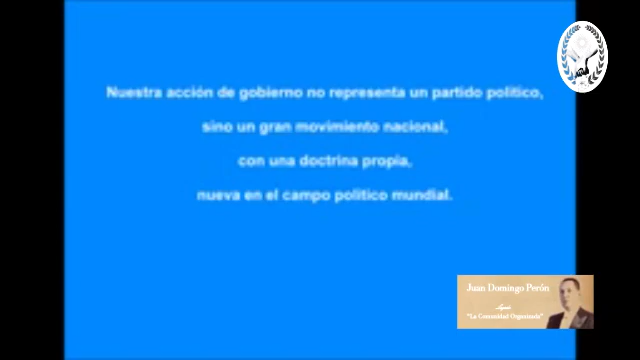 Nuestra acción de gobierno no representa un partido político,
sino un gran movimiento nacional,
con una doctrina propia,
nueva en el campo político mundial.
Juan Domingo Perón
Legado
"La Comunidad Organizada"